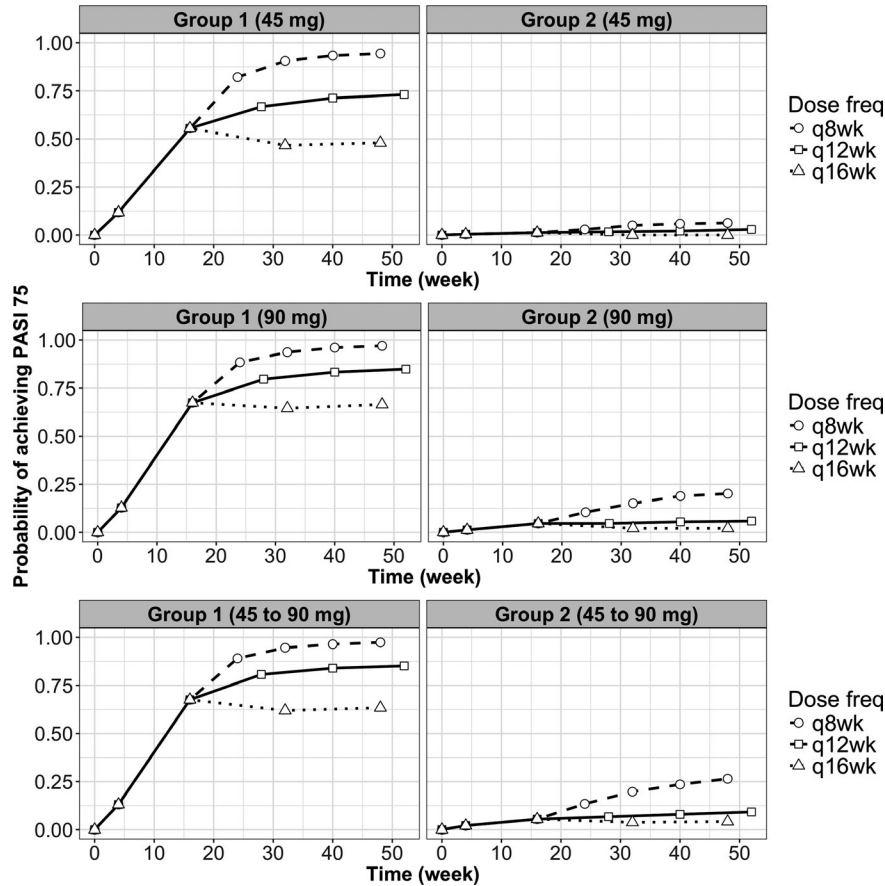 Probability of achieving PASI 75
Group 1 (45 mg) Group 2 (45 mg)
1.00
0.75
0.50
0.25
0.00
0 10 20 30 40 50 0 10 20 30 40 50
Time (week)
Dose freq
q8wk
q12wk
q16wk
Group 1 (90 mg) Group 2 (90 mg)
1.00
0.75
0.50
0.25
0.00
0 10 20 30 40 50 0 10 20 30 40 50
Time (week)
Dose freq
q8wk
q12wk
q16wk
Group 1 (45 to 90 mg) Group 2 (45 to 90 mg)
1.00
0.75
0.50
0.25
0.00
0 10 20 30 40 50 0 10 20 30 40 50
Time (week)
Dose freq
q8wk
q12wk
q16wk